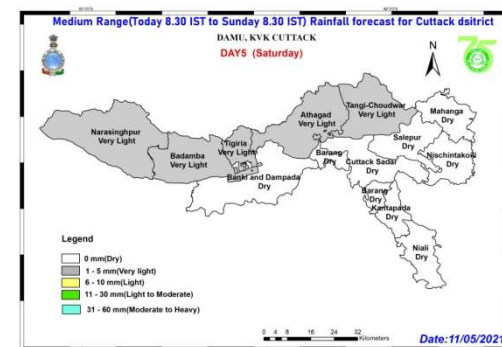 Medium Range(Today 8.30 IST to Sunday 8.30 IST) Rainfall forecast for Cuttack dsitrict
DAMU, KVK CUTTACK
DAY5 (Saturday)
N
75
Narasinghpur
Very Light
Badamba
Very Light
Tigiria
Very Light
Athagad
Very Light
Tangi-Choudwar
Very Light
Mahanga
Dry
Salepur
Dry
Nischintakoili
Dry
Barang
Dry
Cuttack Sadar
Dry
Banki and Dampada
Dry
Barang
Dry
Kantapada
Dry
Niali
Dry
Legend
0 mm(Dry)
1 - 5 mm(Very light)
6 - 10 mm(Light)
11 - 30 mm(Light to Moderate)
31 - 60 mm(Moderate to Heavy)
0 4 8 16 24 32
Kilometers
Date:11/05/2021